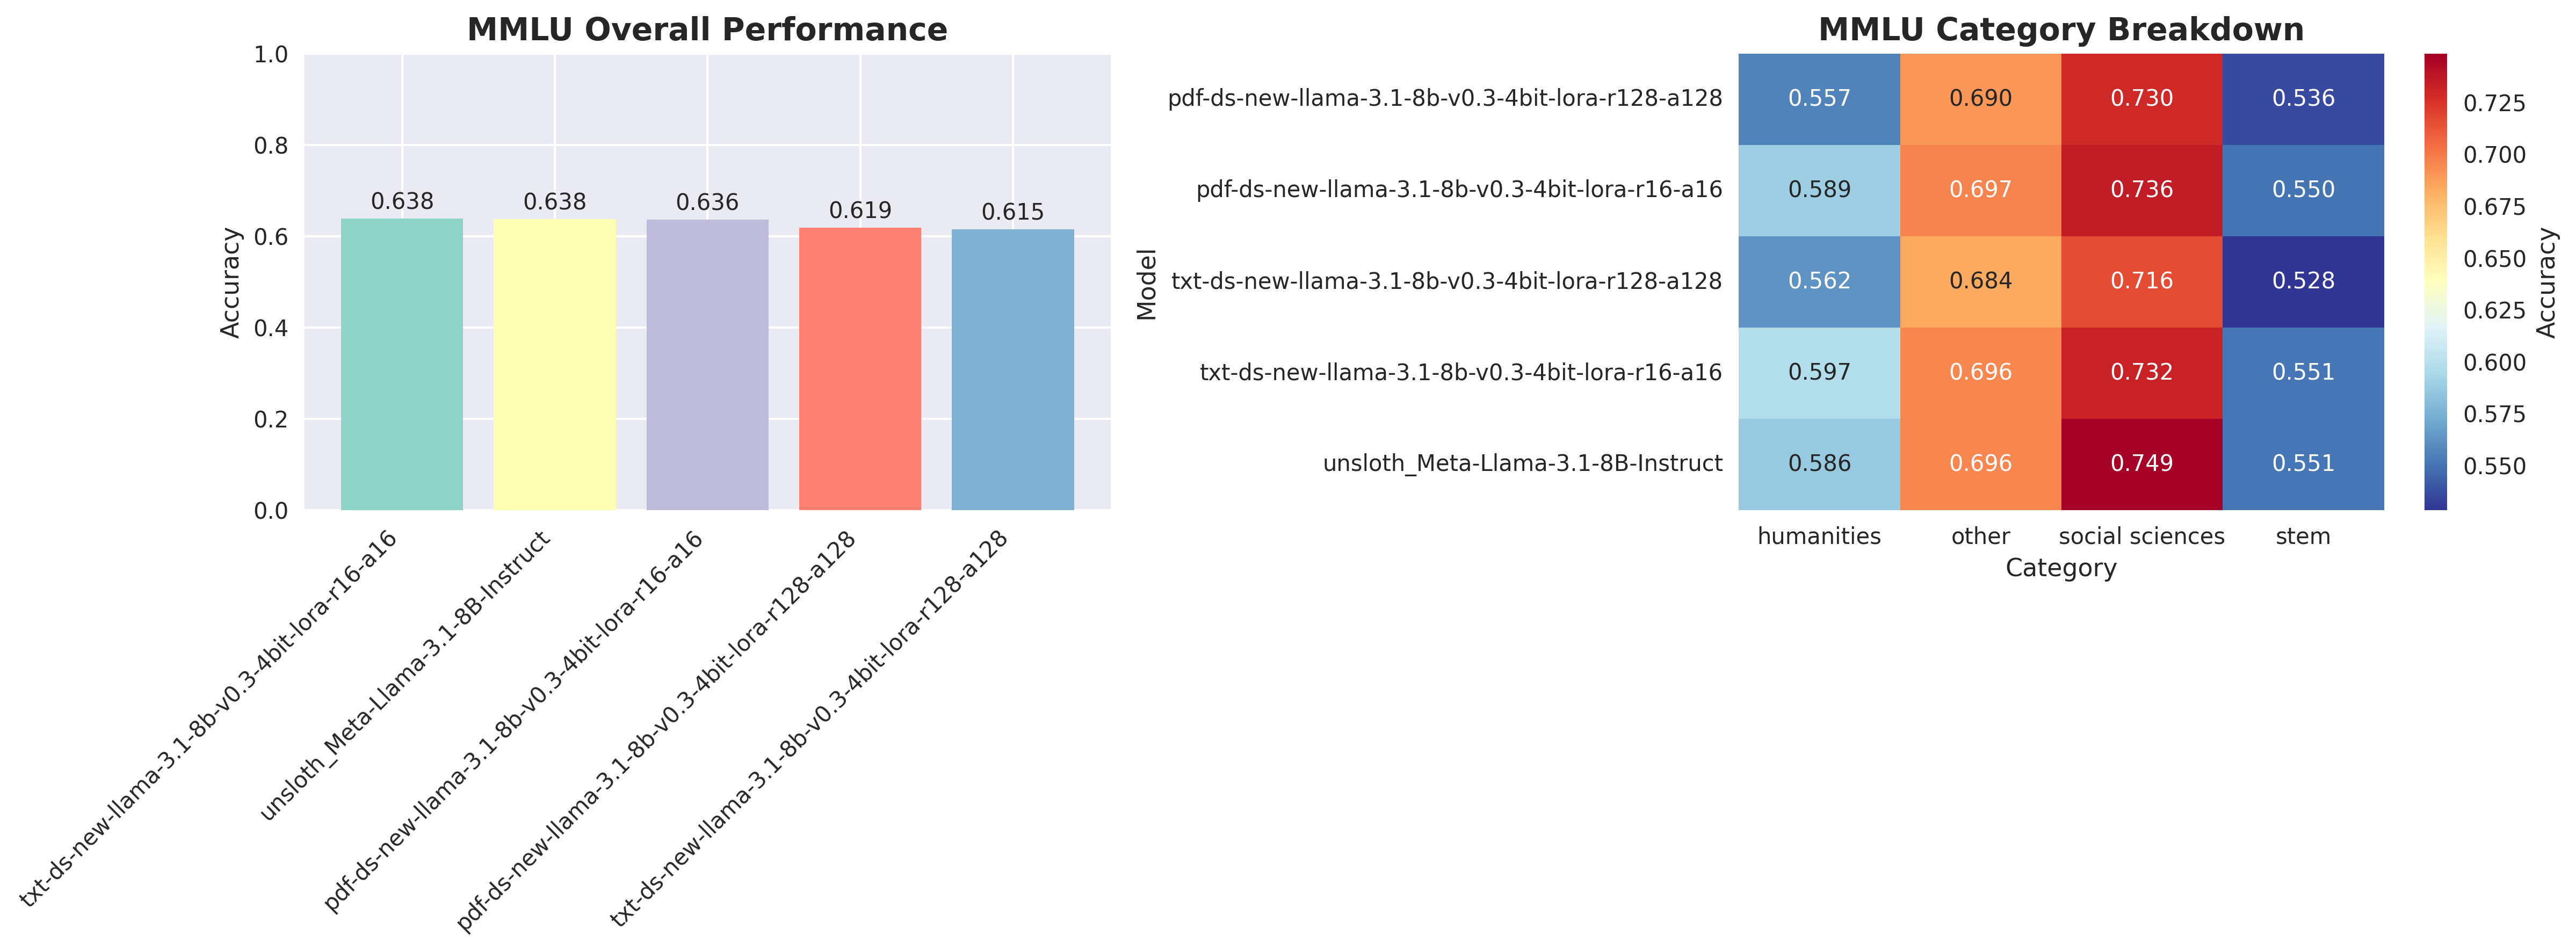 MMLU Overall Performance
1.0
0.8
0.6
0.4
0.2
0.0
Accuracy
0.638
0.638
0.636
0.619
0.615
txt-ds-new-llama-3.1-8b-v0.3-4bit-lora-r16-a16
unsloth_Meta-Llama-3.1-8B-Instruct
pdf-ds-new-llama-3.1-8b-v0.3-4bit-lora-r16-a16
pdf-ds-new-llama-3.1-8b-v0.3-4bit-lora-r128-a128
txt-ds-new-llama-3.1-8b-v0.3-4bit-lora-r128-a128
MMLU Category Breakdown
Model
pdf-ds-new-llama-3.1-8b-v0.3-4bit-lora-r128-a128 0.557 0.690 0.730 0.536
pdf-ds-new-llama-3.1-8b-v0.3-4bit-lora-r16-a16 0.589 0.697 0.736 0.550
txt-ds-new-llama-3.1-8b-v0.3-4bit-lora-r128-a128 0.562 0.684 0.716 0.528
txt-ds-new-llama-3.1-8b-v0.3-4bit-lora-r16-a16 0.597 0.696 0.732 0.551
unsloth_Meta-Llama-3.1-8B-Instruct 0.586 0.696 0.749 0.551
humanities other social sciences stem
Category
0.725
0.700
0.675
0.650
0.625
0.600
0.575
0.550
Accuracy